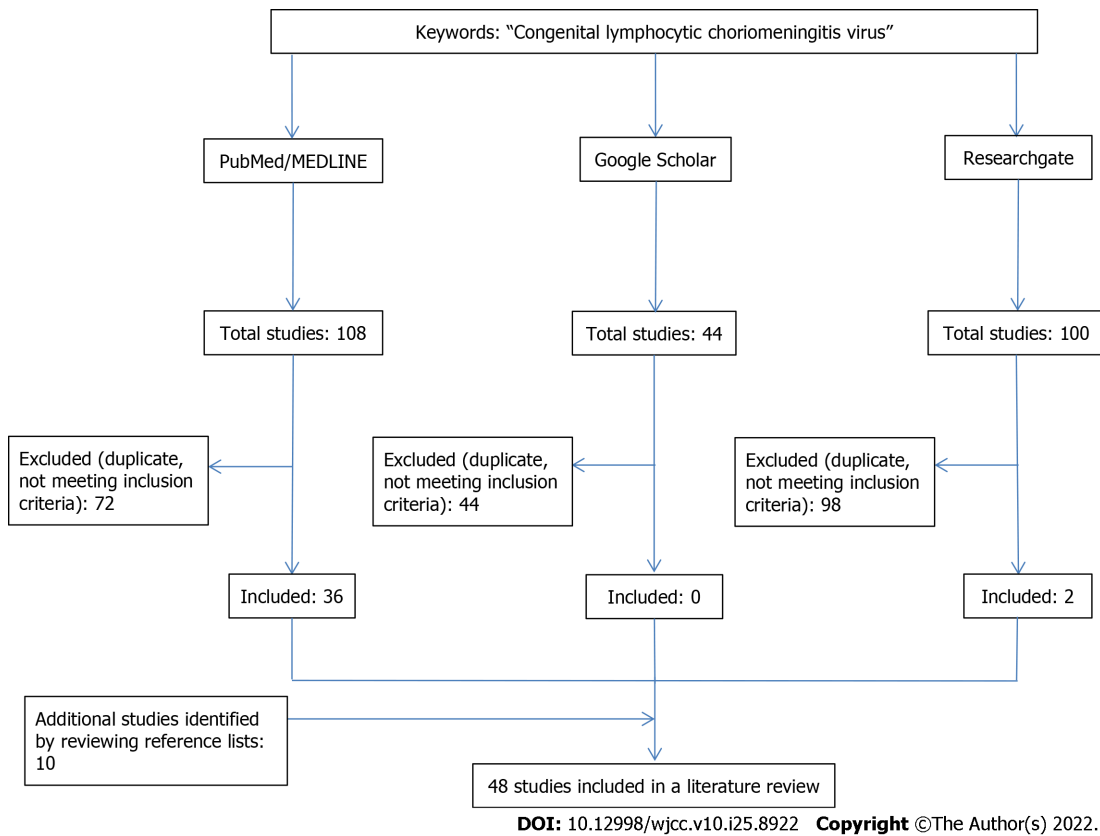 Keywords: “Congenital lymphocytic choriomeningitis virus”
PubMed/MEDLINE
Google Scholar
Researchgate
Total studies: 108
Total studies: 44
Total studies: 100
Excluded (duplicate,
not meeting inclusion
criteria): 72
Excluded (duplicate,
not meeting inclusion
criteria): 44
Excluded (duplicate,
not meeting inclusion
criteria): 98
Included: 36
Included: 0
Included: 2
Additional studies identified
by reviewing reference lists:
10
48 studies included in a literature review
DOI: 10.12998/wjcc.v10.i25.8922 Copyright ©The Author(s) 2022.